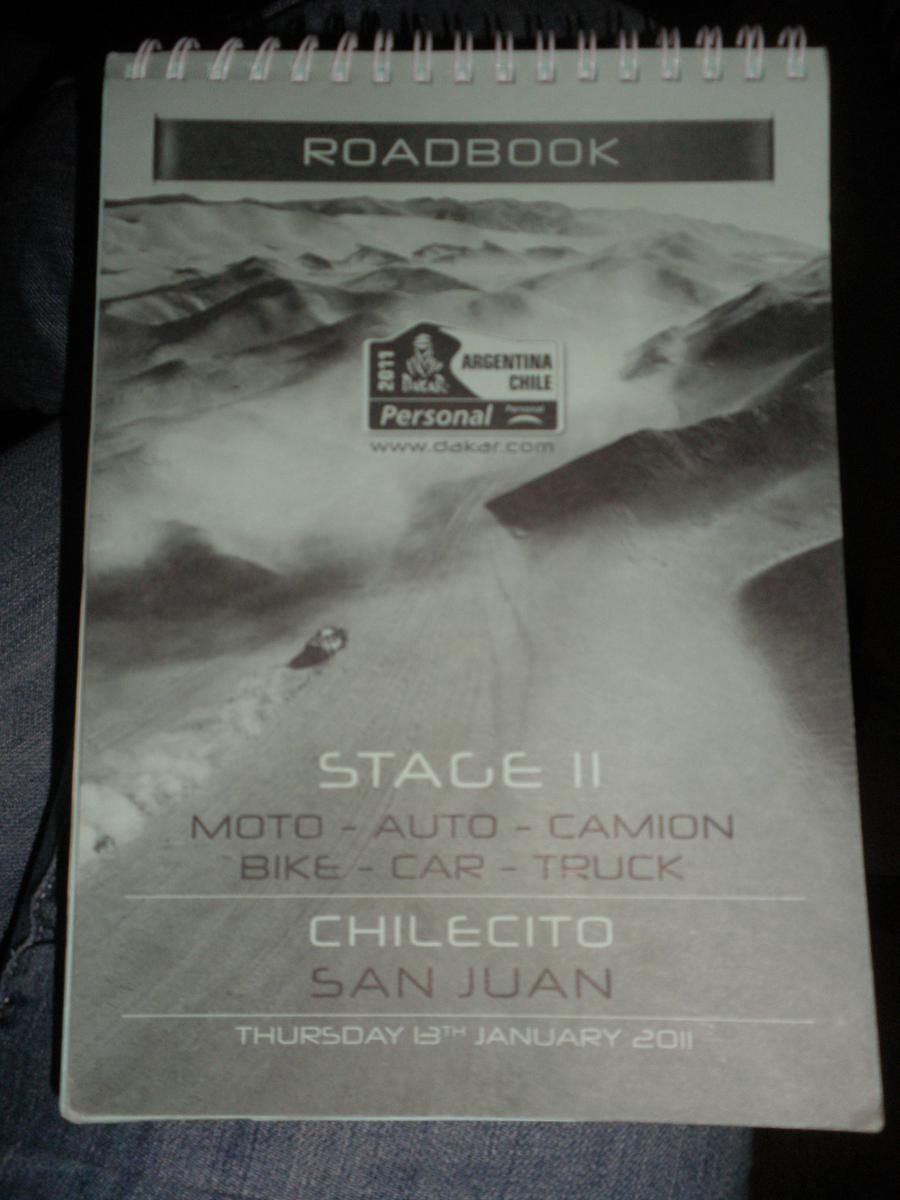 ROADBOOK
2011
DAKAR
ARGENTINA
CHILE
Personal Personal
www.dakar.com
STAGE 11
MOTO - AUTO - CAMION
BIKE - CAR - TRUCK
CHILECITO
SAN JUAN
THURSDAY 13TH JANUARY 2011